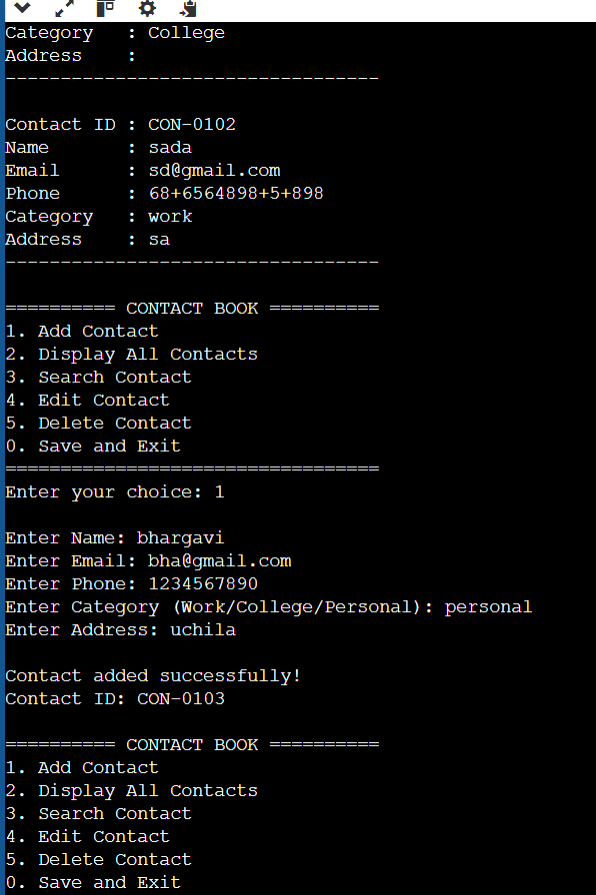 Category   : College
Address    :
----------------------------------
Contact ID : CON-0102
Name       : sada
Email      : sd@gmail.com
Phone      : 68+6564898+5+898
Category   : work
Address    : sa
----------------------------------
========== CONTACT BOOK ==========
1. Add Contact
2. Display All Contacts
3. Search Contact
4. Edit Contact
5. Delete Contact
0. Save and Exit
==================================
Enter your choice: 1
Enter Name: bhargavi
Enter Email: bha@gmail.com
Enter Phone: 1234567890
Enter Category (Work/College/Personal): personal
Enter Address: uchila
Contact added successfully!
Contact ID: CON-0103
========== CONTACT BOOK ==========
1. Add Contact
2. Display All Contacts
3. Search Contact
4. Edit Contact
5. Delete Contact
0. Save and Exit